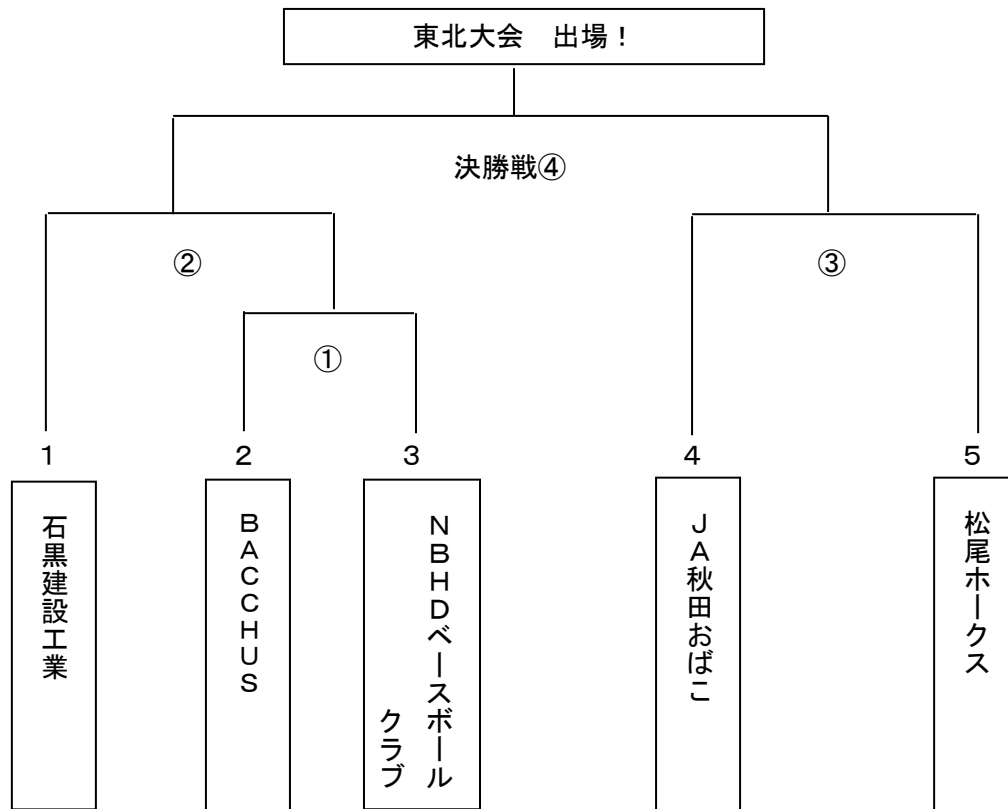 東北大会　出場！
決勝戦④
②
③
①
1
2
3
4
5
石黒建設工業
BACCHUS
NBHDベースボール
クラブ
JA秋田おばこ
松尾ホークス